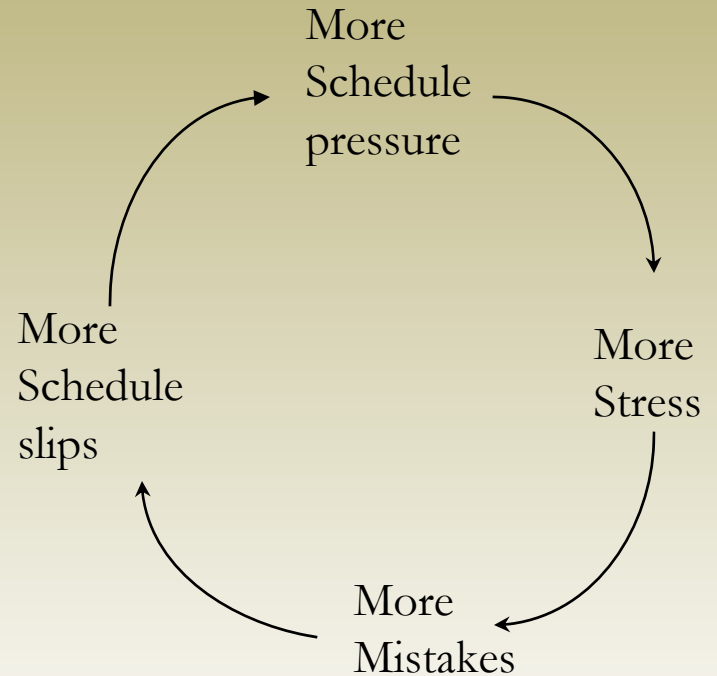 More
Schedule
pressure
More
Stress
More
Mistakes
More
Schedule
slips